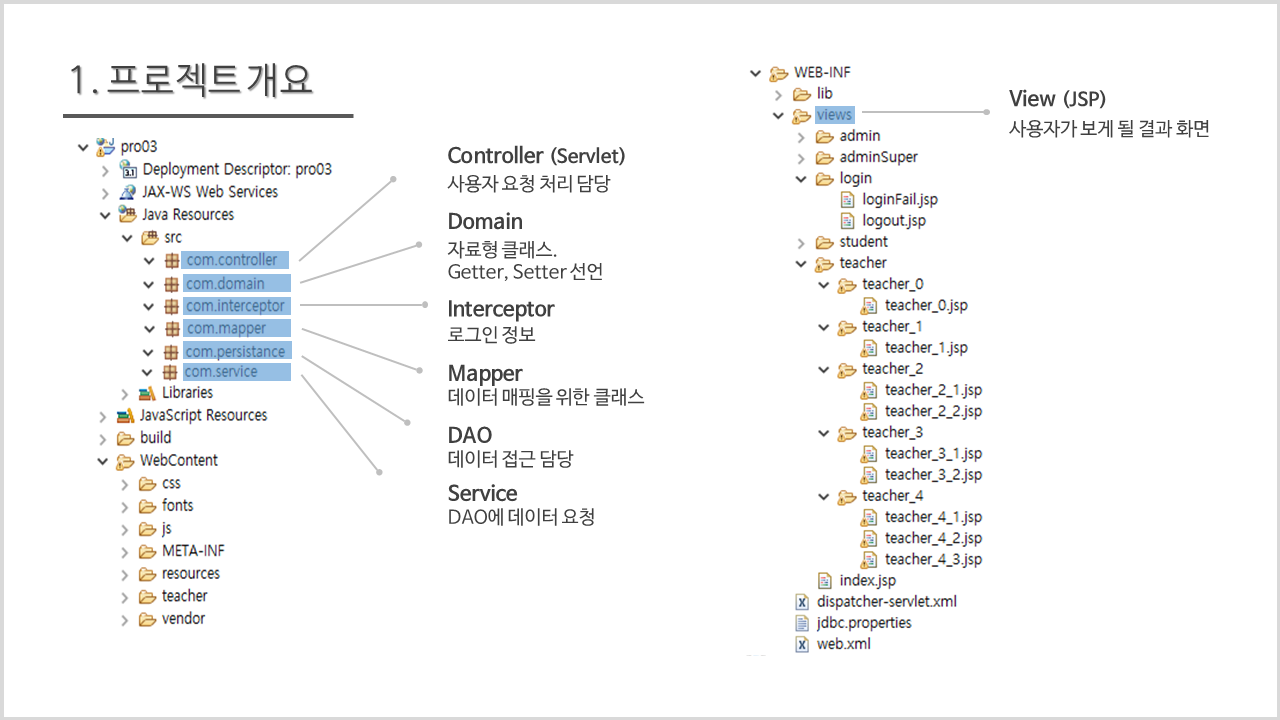 1. 프로젝트 개요
pro03
Deployment Descriptor: pro03
JAX-WS Web Services
Java Resources
src
com.controller
com.domain
com.interceptor
com.mapper
com.persistance
com.service
Libraries
JavaScript Resources
build
WebContent
css
fonts
js
META-INF
resources
teacher
vendor
Controller (Servlet)
사용자 요청 처리 담당
Domain
자료형 클래스.
Getter, Setter 선언
Interceptor
로그인 정보
Mapper
데이터 매핑을 위한 클래스
DAO
데이터 접근 담당
Service
DAO에 데이터 요청
WEB-INF
lib
views
admin
adminSuper
login
loginFail.jsp
logout.jsp
student
teacher
teacher_0
teacher_0.jsp
teacher_1
teacher_1.jsp
teacher_2
teacher_2_1.jsp
teacher_2_2.jsp
teacher_3
teacher_3_1.jsp
teacher_3_2.jsp
teacher_4
teacher_4_1.jsp
teacher_4_2.jsp
teacher_4_3.jsp
index.jsp
dispatcher-servlet.xml
jdbc.properties
web.xml
View (JSP)
사용자가 보게 될 결과 화면